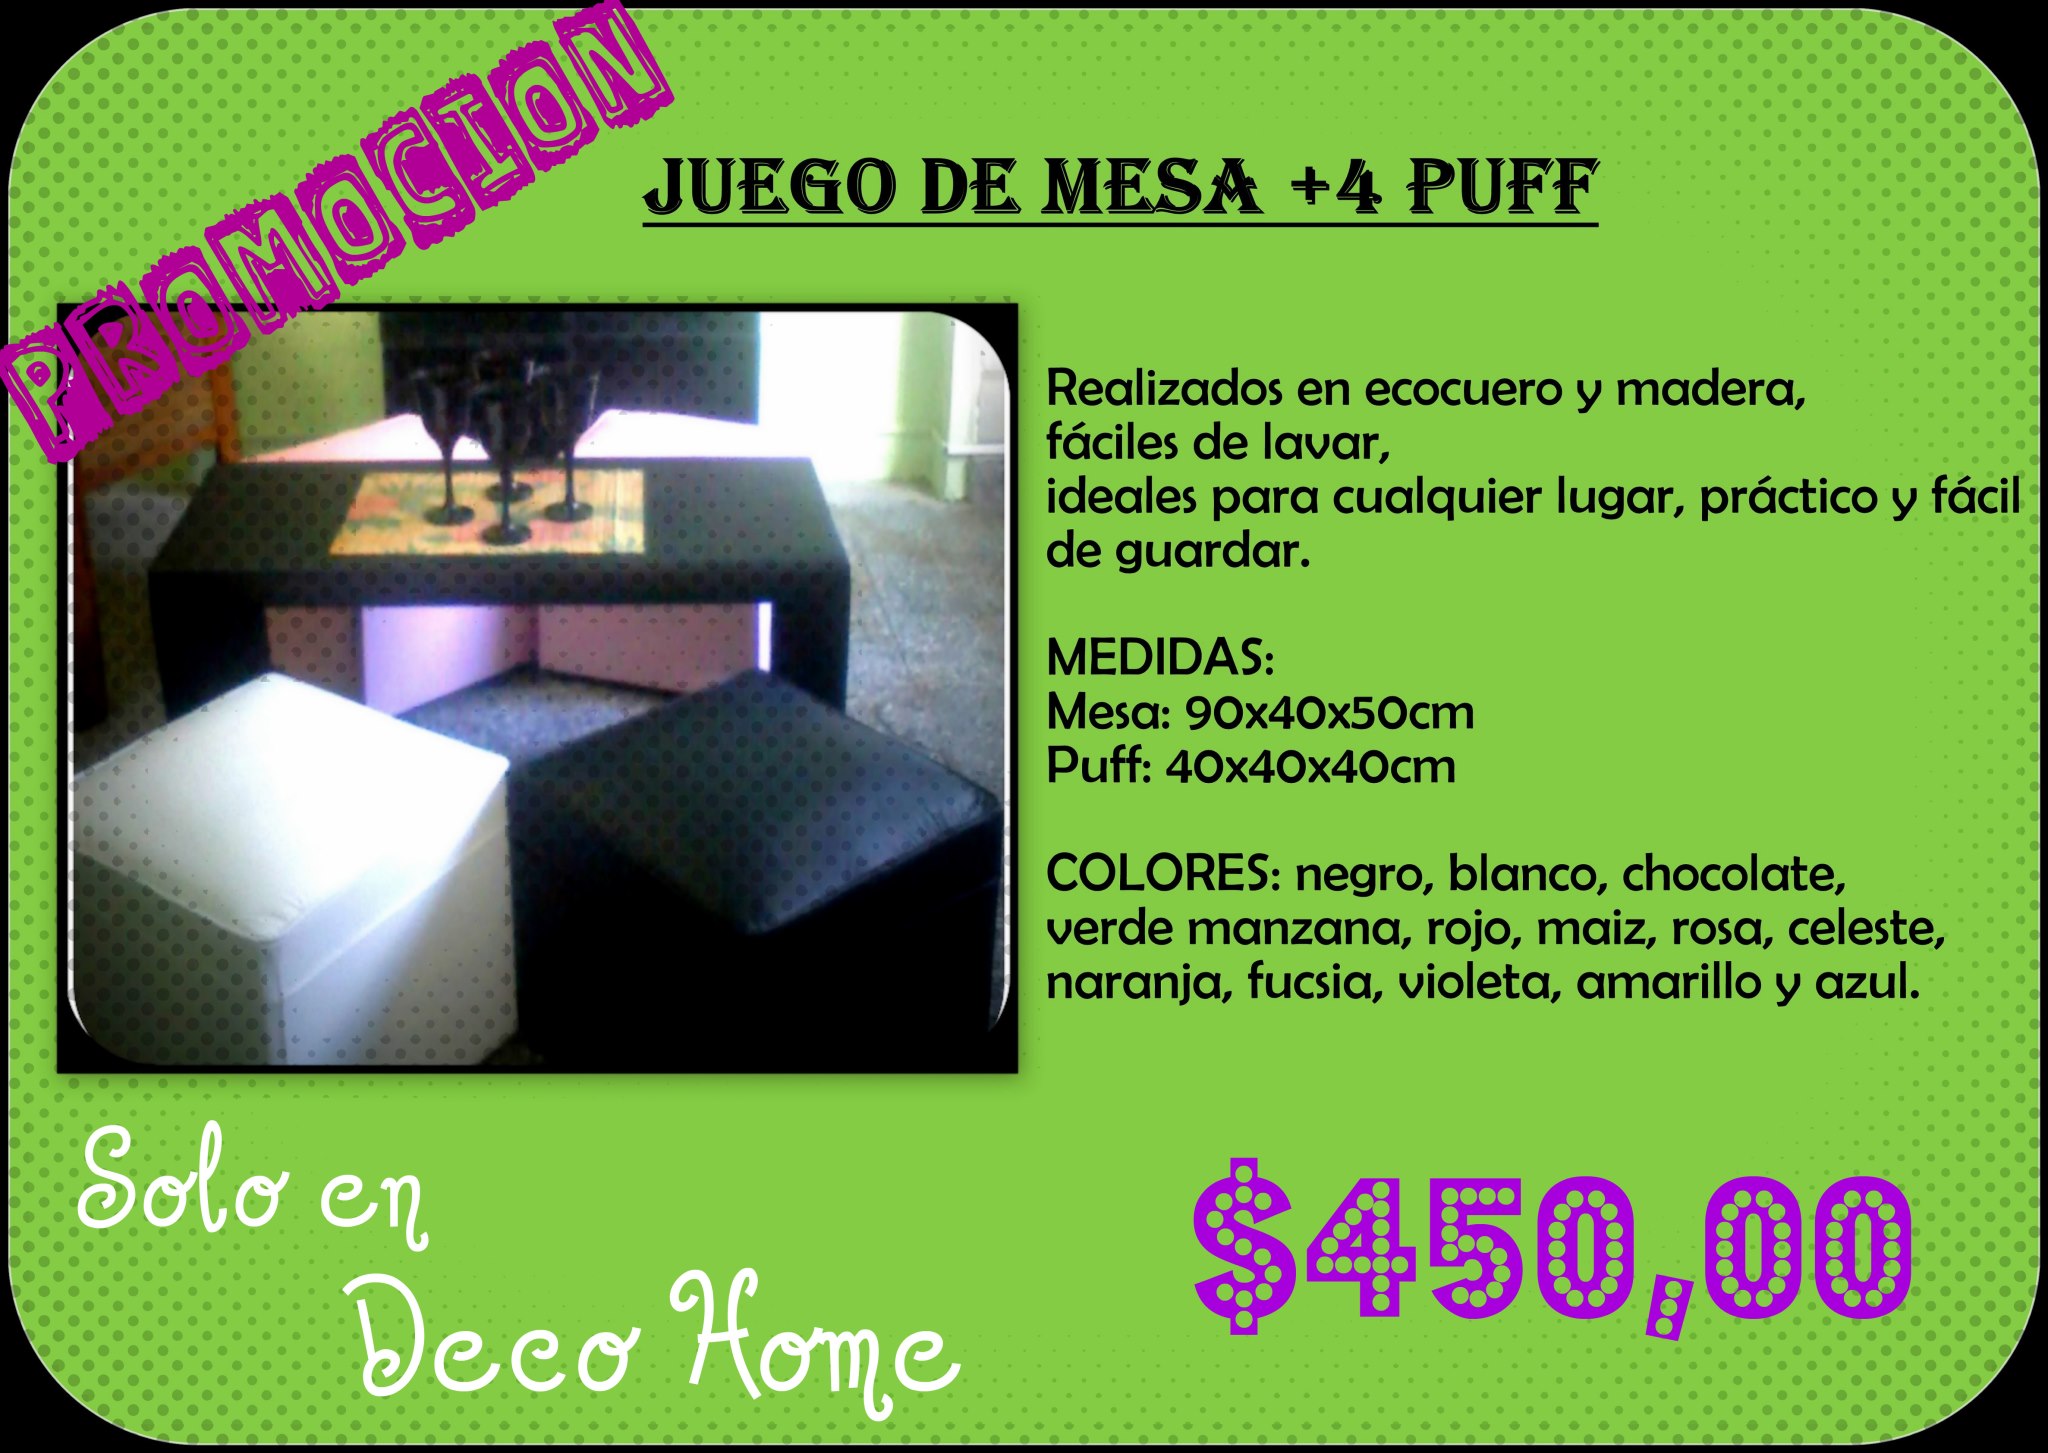 PROMOCION
JUEGO DE MESA +4 PUFF
Realizados en ecocuero y madera,
fáciles de lavar,
ideales para cualquier lugar, práctico y fácil
de guardar.
MEDIDAS:
Mesa: 90x40x50cm
Puff: 40x40x40cm
COLORES: negro, blanco, chocolate,
verde manzana, rojo, maiz, rosa, celeste,
naranja, fucsia, violeta, amarillo y azul.
Solo en
Deco Home
$450,00